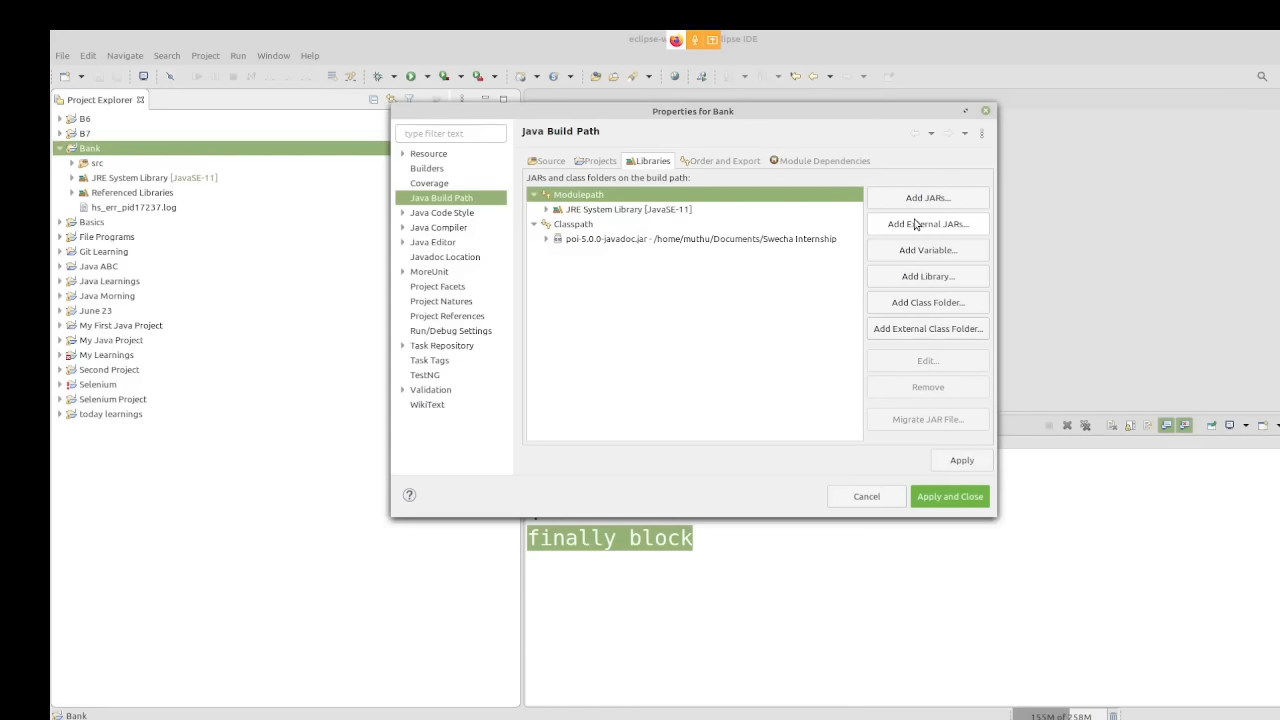 eclipse-w
lipse IDE
File Edit Navigate Search Project Run Window Help
Project Explorer
B6
B7
Bank
src
JRE System Library [JavaSE-11]
Referenced Libraries
hs_err_pid17237.log
Basics
File Programs
Git Learning
Java ABC
Java Learnings
Java Morning
June 23
My First Java Project
My Java Project
My Learnings
Second Project
Selenium
Selenium Project
today learnings
Properties for Bank
type filter text
Resource
Builders
Coverage
Java Build Path
Java Code Style
Java Compiler
Java Editor
Javadoc Location
MoreUnit
Project Facets
Project Natures
Project References
Run/Debug Settings
Task Repository
Task Tags
TestNG
Validation
WikiText
Java Build Path
Source Projects Libraries Order and Export Module Dependencies
JARs and class folders on the build path:
Modulepath
JRE System Library [JavaSE-11]
Classpath
poi-5.0.0-javadoc.jar - /home/muthu/Documents/Swecha Internship
Add JARs...
Add External JARs...
Add Variable...
Add Library...
Add Class Folder...
Add External Class Folder...
Edit...
Remove
Migrate JAR File...
Apply
Cancel
Apply and Close
finally block
Bank
155M of 258M